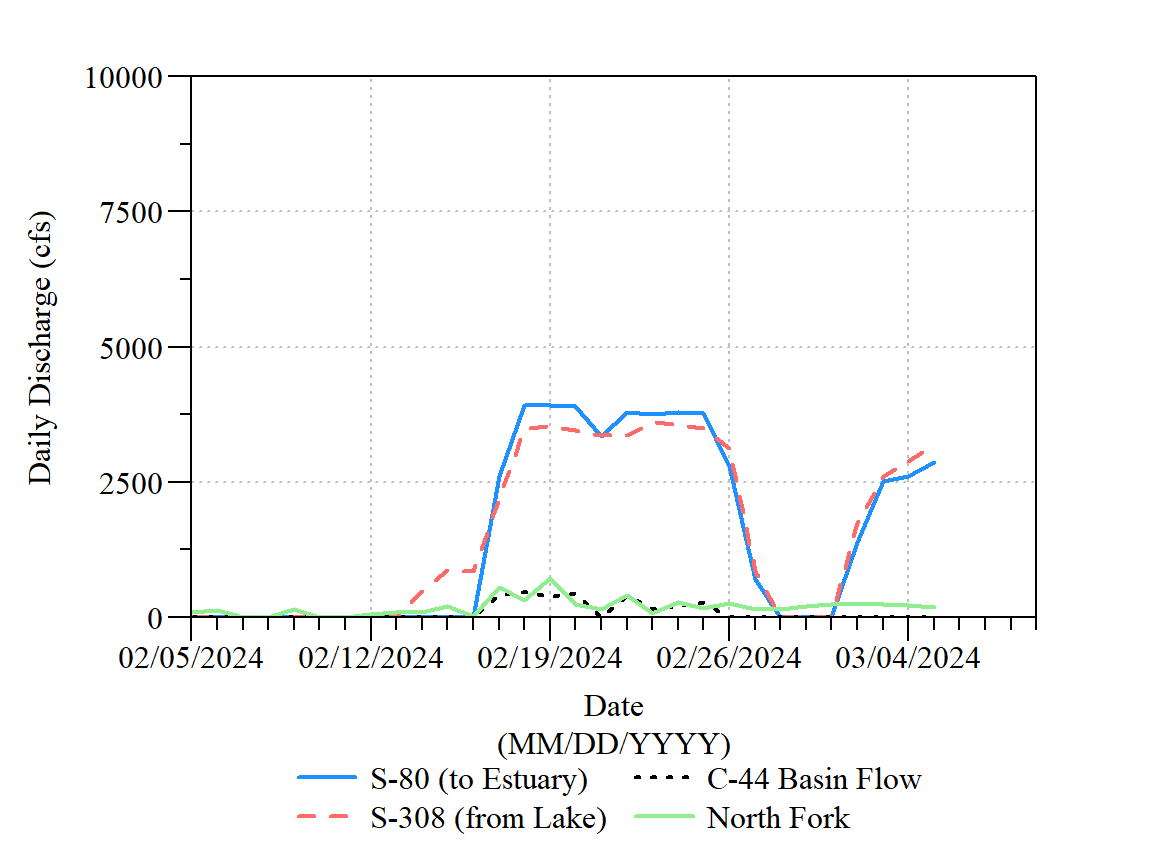 10000
7500
5000
2500
0
Daily Discharge (cfs)
02/05/2024 02/12/2024 02/19/2024 02/26/2024 03/04/2024
Date
(MM/DD/YYYY)
S-80 (to Estuary) C-44 Basin Flow
S-308 (from Lake) North Fork